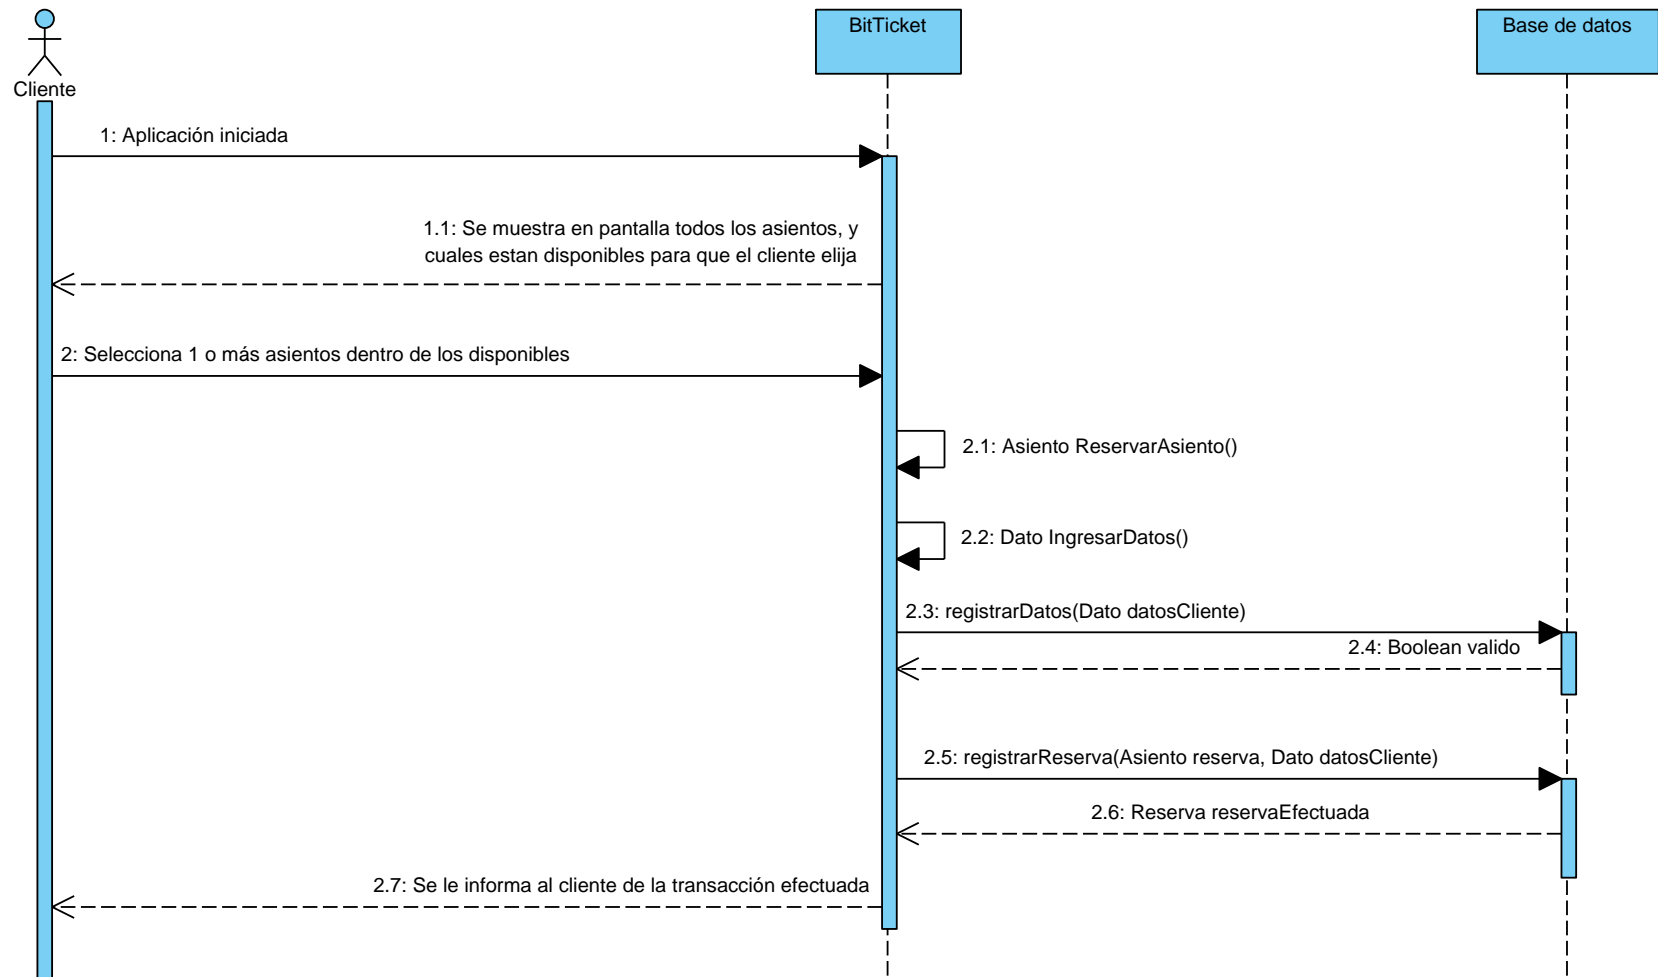 Cliente
BitTicket
Base de datos
1: Aplicación iniciada
1.1: Se muestra en pantalla todos los asientos, y
cuales estan disponibles para que el cliente elija
2: Selecciona 1 o más asientos dentro de los disponibles
2.1: Asiento ReservarAsiento()
2.2: Dato IngresarDatos()
2.3: registrarDatos(Dato datosCliente)
2.4: Boolean valido
2.5: registrarReserva(Asiento reserva, Dato datosCliente)
2.6: Reserva reservaEfectuada
2.7: Se le informa al cliente de la transacción efectuada